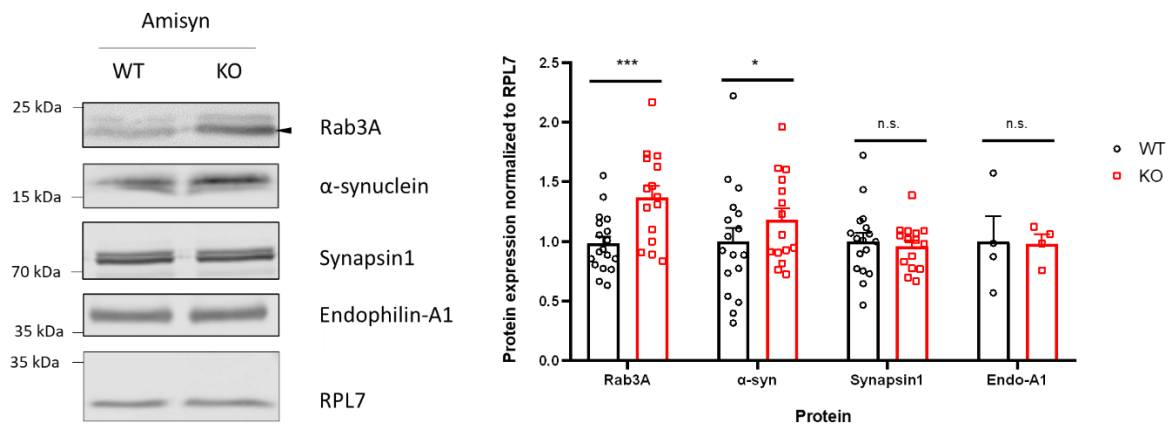 Amisyn
WT KO
25 kDa
Rab3A
α-synuclein
15 kDa
Synapsin1
70 kDa
Endophilin-A1
35 kDa
35 kDa
RPL7
Protein expression normalized to RPL7
2.5
2.0
1.5
1.0
0.5
0.0
***
*
n.s.
n.s.
Rab3A α-syn Synapsin1 Endo-A1
Protein
WT
KO